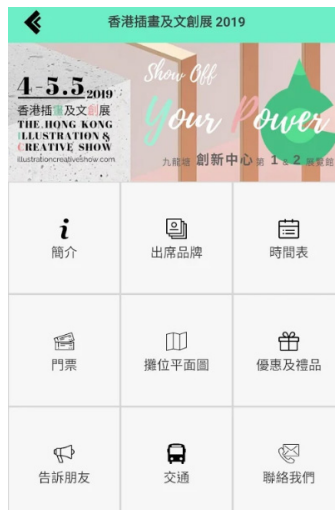 香港插畫及文創展 2019
4-5.5.2019
香港插畫及文創展
THE HONG KONG
ILLUSTRATION &
CREATIVE SHOW
illustrationcreativeshow.com
Show Off
Your Power
九龍塘 創新中心 第 1 & 2 展覽館
簡介
出席品牌
時間表
門票
攤位平面圖
優惠及禮品
告訴朋友
交通
聯絡我們